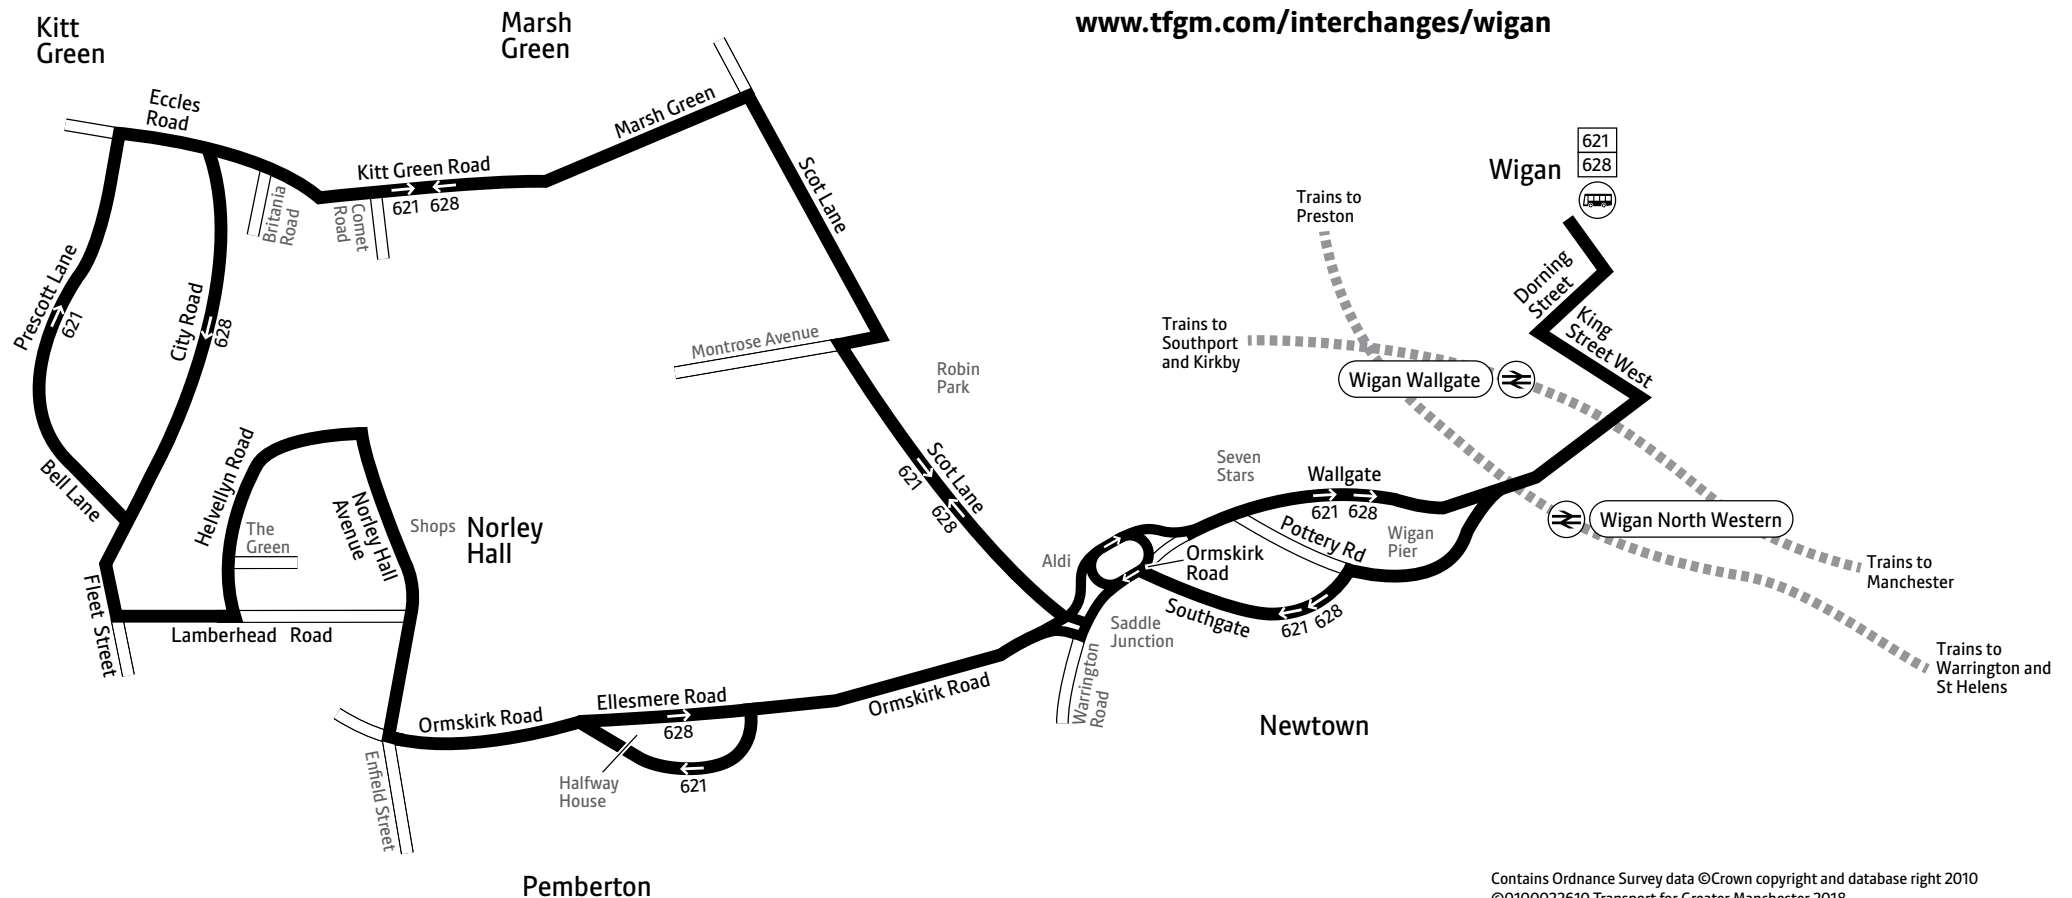 www.tfgm.com/interchanges/wigan
Kitt
Green
Marsh
Green
Eccles
Road
Marsh Green
Kitt Green Road
621 628
Britania
Road
Comet
Road
Scot Lane
Prescott Lane
621
City Road
628
Bell Lane
Helvellyn Road
The
Green
Norley Hall
Avenue
Shops
Norley
Hall
Fleet Street
Lamberhead Road
Montrose Avenue
Robin
Park
Scot Lane
621
628
Aldi
Wigan
621
628
Trains to
Preston
Trains to
Southport
and Kirkby
Dorning
Street
King
Street West
Wigan Wallgate
Seven
Stars
Wallgate
621 628
Pottery Rd
Wigan
Pier
Wigan North Western
Ormskirk
Road
Southgate
621 628
Saddle
Junction
Warrington
Road
Trains to
Manchester
Trains to
Warrington and
St Helens
Ormskirk Road
Ellesmere Road
628
Ormskirk Road
Halfway
House
621
Enfield Street
Newtown
Pemberton
Contains Ordnance Survey data ©Crown copyright and database right 2010
©0100022610 Transport for Greater Manchester 2018